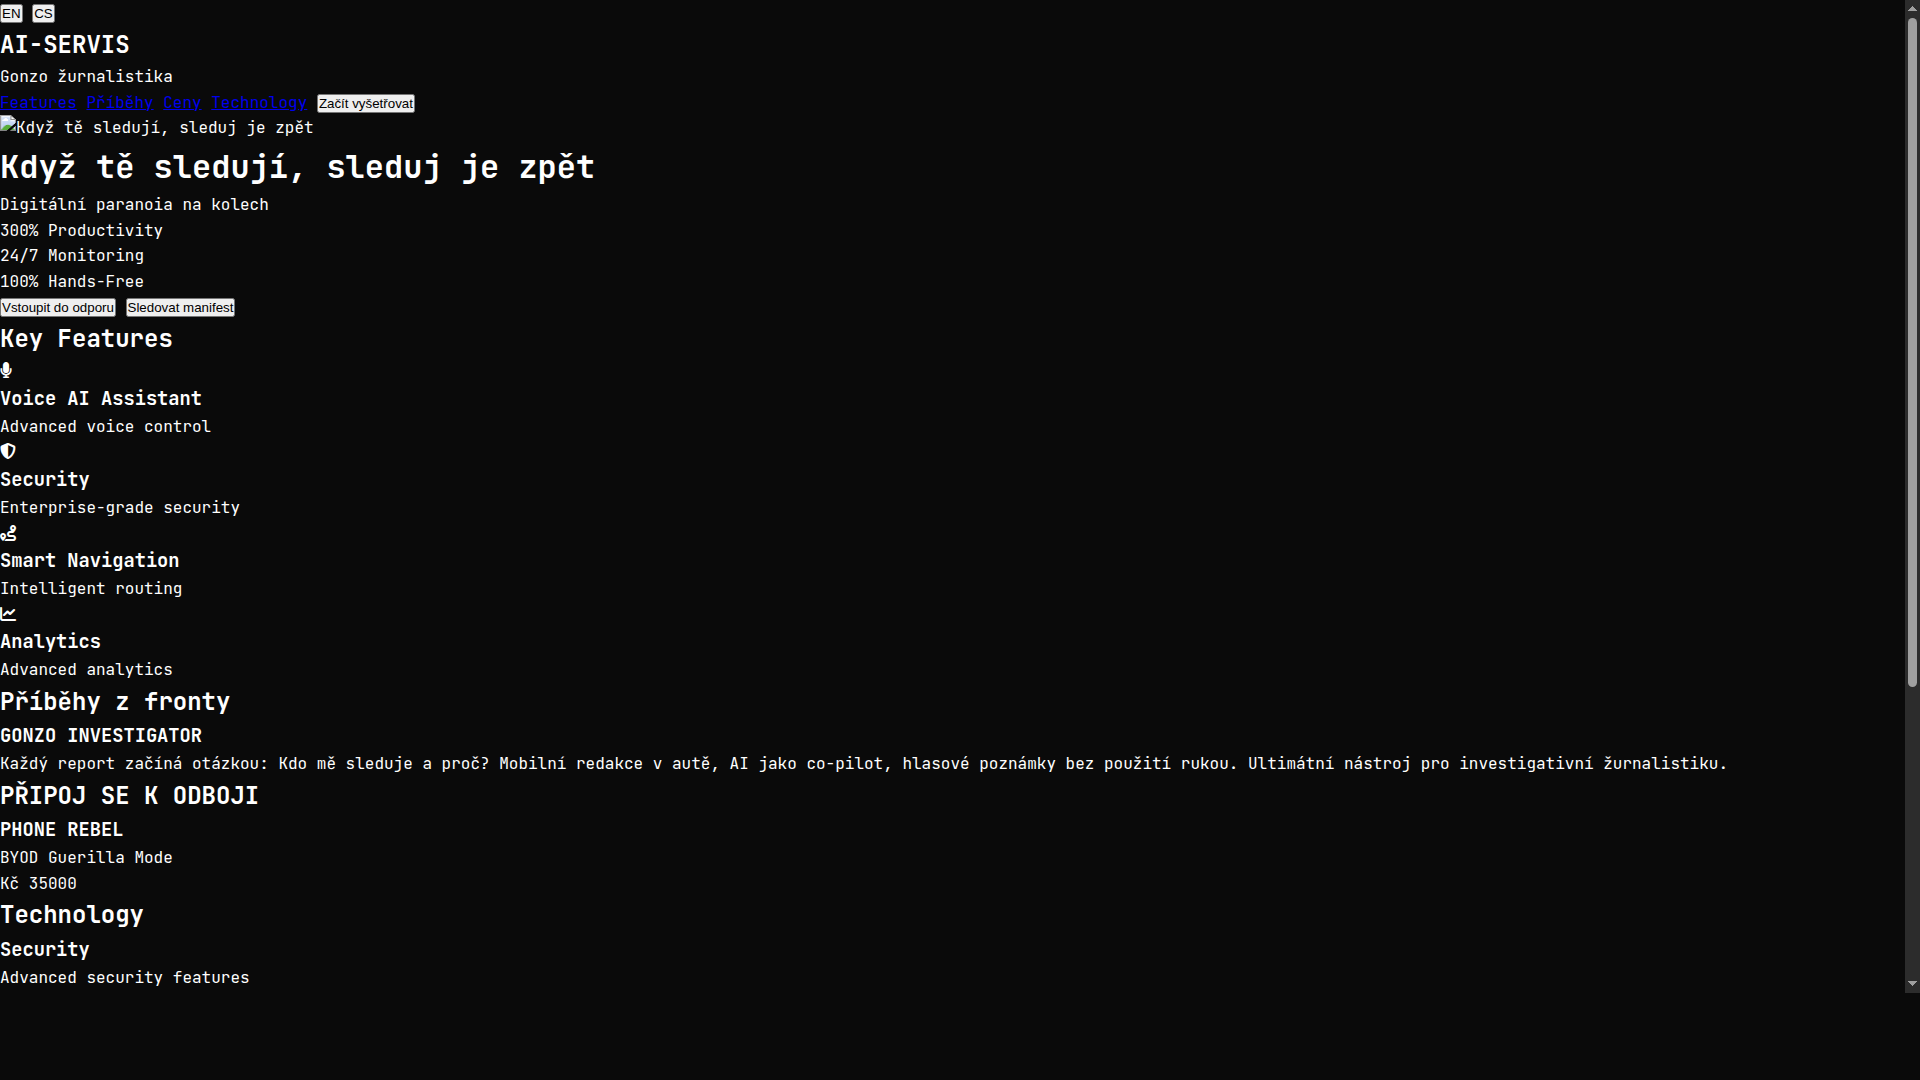 EN CS
AI-SERVIS
Gonzo žurnalistika
Features Příběhy Ceny Technology Začít vyšetřovat
Když tě sledují, sleduj je zpět
Když tě sledují, sleduj je zpět
Digitální paranoia na kolech
300% Productivity
24/7 Monitoring
100% Hands-Free
Vstoupit do odporu Sledovat manifest
Key Features
Voice AI Assistant
Advanced voice control
Security
Enterprise-grade security
Smart Navigation
Intelligent routing
Analytics
Advanced analytics
Příběhy z fronty
GONZO INVESTIGATOR
Každý report začíná otázkou: Kdo mě sleduje a proč? Mobilní redakce v autě, AI jako co-pilot, hlasové poznámky bez použití rukou. Ultimátní nástroj pro investigativní žurnalistiku.
PŘIPOJ SE K ODBOJI
PHONE REBEL
BYOD Guerilla Mode
Kč 35000
Technology
Security
Advanced security features